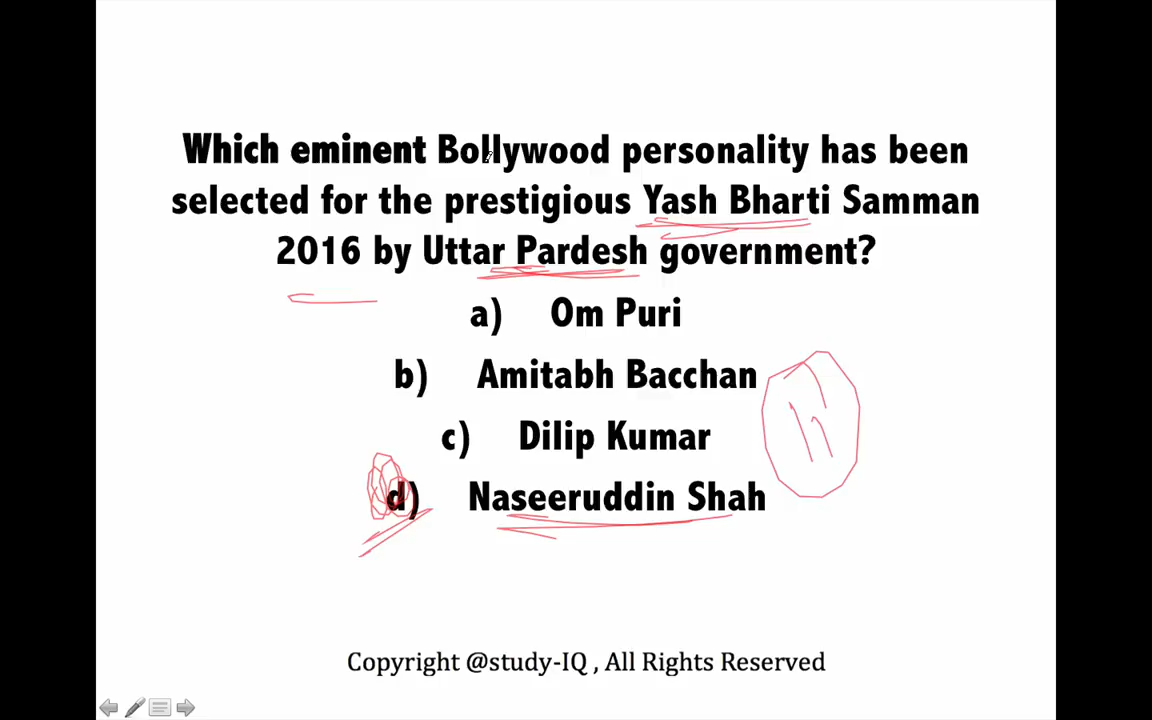 Which eminent Bollywood personality has been
selected for the prestigious Yash Bharti Samman
2016 by Uttar Pardesh government?
a) Om Puri
b) Amitabh Bacchan
c) Dilip Kumar
d) Naseeruddin Shah
11
Copyright @study-IQ , All Rights Reserved